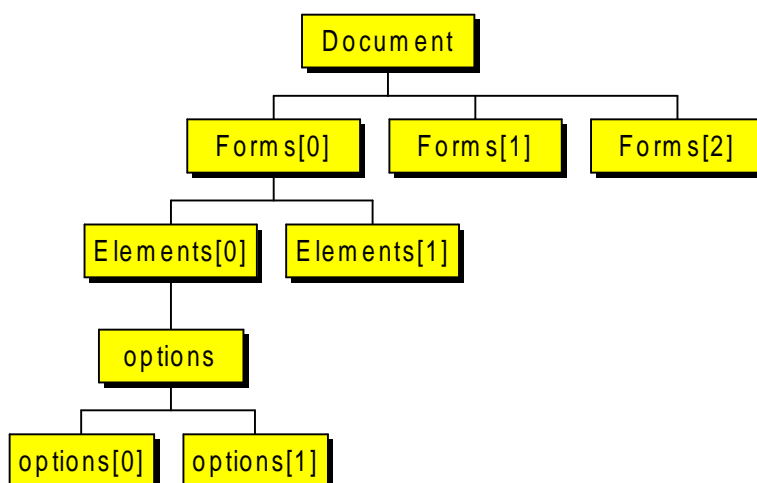 Document
Forms[0]
Forms[1]
Forms[2]
Elements[0]
Elements[1]
options
options[0]
options[1]